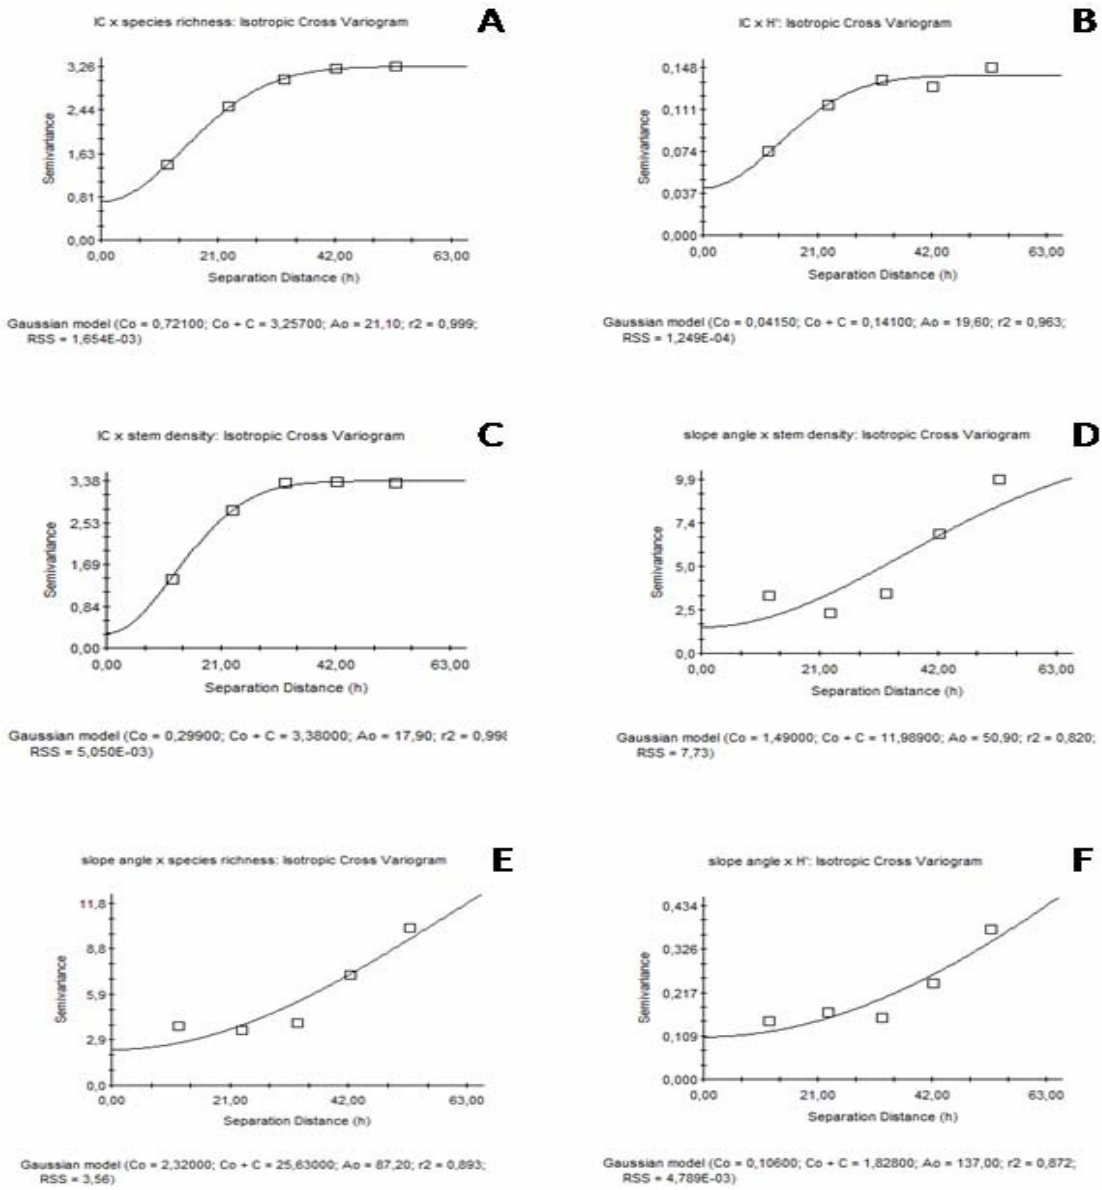 IC x species richness: Isotropic Cross Variogram
A
3,26
2,44
1,63
0,81
0,00
Semivariance
0,00 21,00 42,00 63,00
Separation Distance (h)
Gaussian model (Co = 0,72100; Co + C = 3,25700; Ao = 21,10; r2 = 0,999;
RSS = 1,654E-03)
IC x H': Isotropic Cross Variogram
B
0,148
0,111
0,074
0,037
0,000
Semivariance
0,00 21,00 42,00 63,00
Separation Distance (h)
Gaussian model (Co = 0,04150; Co + C = 0,14100; Ao = 19,60; r2 = 0,963;
RSS = 1,249E-04)
IC x stem density: Isotropic Cross Variogram
C
3,38
2,53
1,69
0,84
0,00
Semivariance
0,00 21,00 42,00 63,00
Separation Distance (h)
Gaussian model (Co = 0,29900; Co + C = 3,38000; Ao = 17,90; r2 = 0,998
RSS = 5,050E-03)
slope angle x stem density: Isotropic Cross Variogram
D
9,9
7,4
5,0
2,5
0,0
Semivariance
0,00 21,00 42,00 63,00
Separation Distance (h)
Gaussian model (Co = 1,49000; Co + C = 11,98900; Ao = 50,90; r2 = 0,820;
RSS = 7,73)
slope angle x species richness: Isotropic Cross Variogram
E
11,8
8,8
5,9
2,9
0,0
Semivariance
0,00 21,00 42,00 63,00
Separation Distance (h)
Gaussian model (Co = 2,32000; Co + C = 25,63000; Ao = 87,20; r2 = 0,893;
RSS = 3,56)
slope angle x H': Isotropic Cross Variogram
F
0,434
0,326
0,217
0,109
0,000
Semivariance
0,00 21,00 42,00 63,00
Separation Distance (h)
Gaussian model (Co = 0,10600; Co + C = 1,82800; Ao = 137,00; r2 = 0,872;
RSS = 4,789E-03)